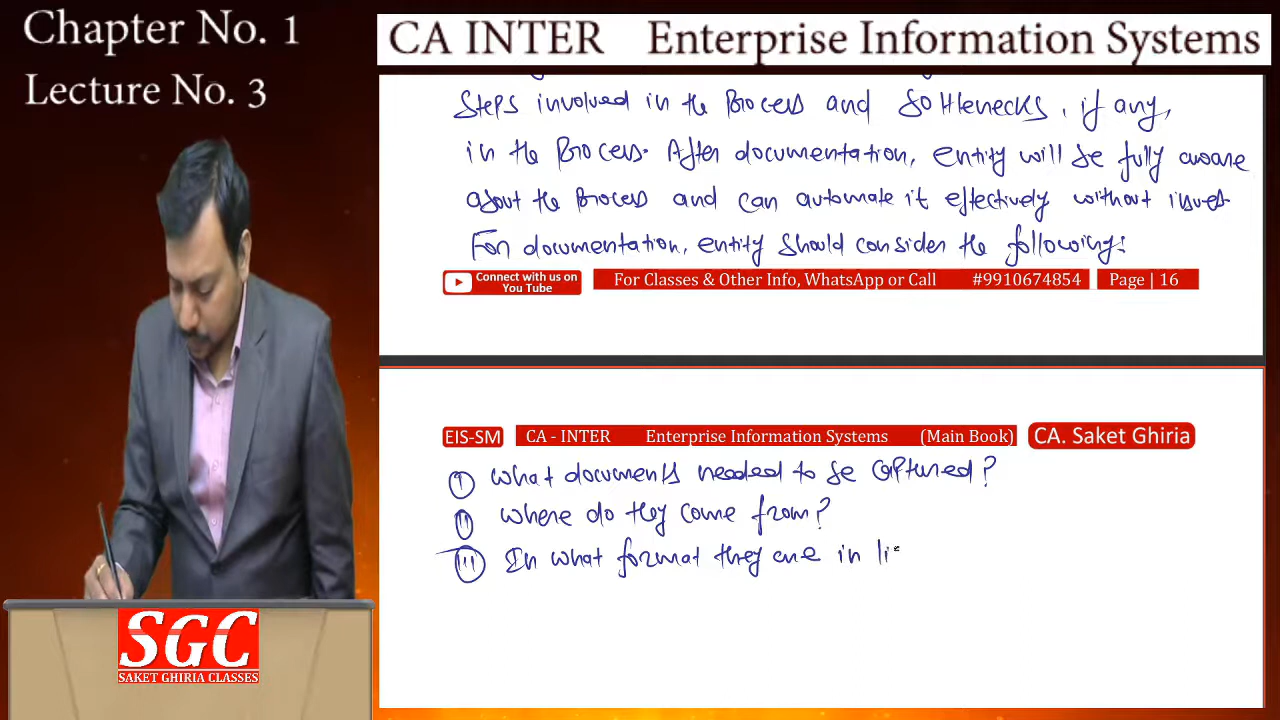 Chapter No. 1
Lecture No. 3
CA INTER Enterprise Information Systems
Steps involved in the Process and Bottlenecks, if any,
in the Process. After documentation, entity will be fully aware
about the Process and can automate it effectively without issues.
For documentation, entity should consider the following:
Connect with us on
You Tube
For Classes & Other Info, WhatsApp or Call #9910674854 Page | 16
EIS-SM CA - INTER Enterprise Information Systems (Main Book) CA. Saket Ghiria
(i) What documents needed to be captured?
(ii) Where do they come from?
(iii) In what format they are in li
SGC
SAKET GHIRIA CLASSES